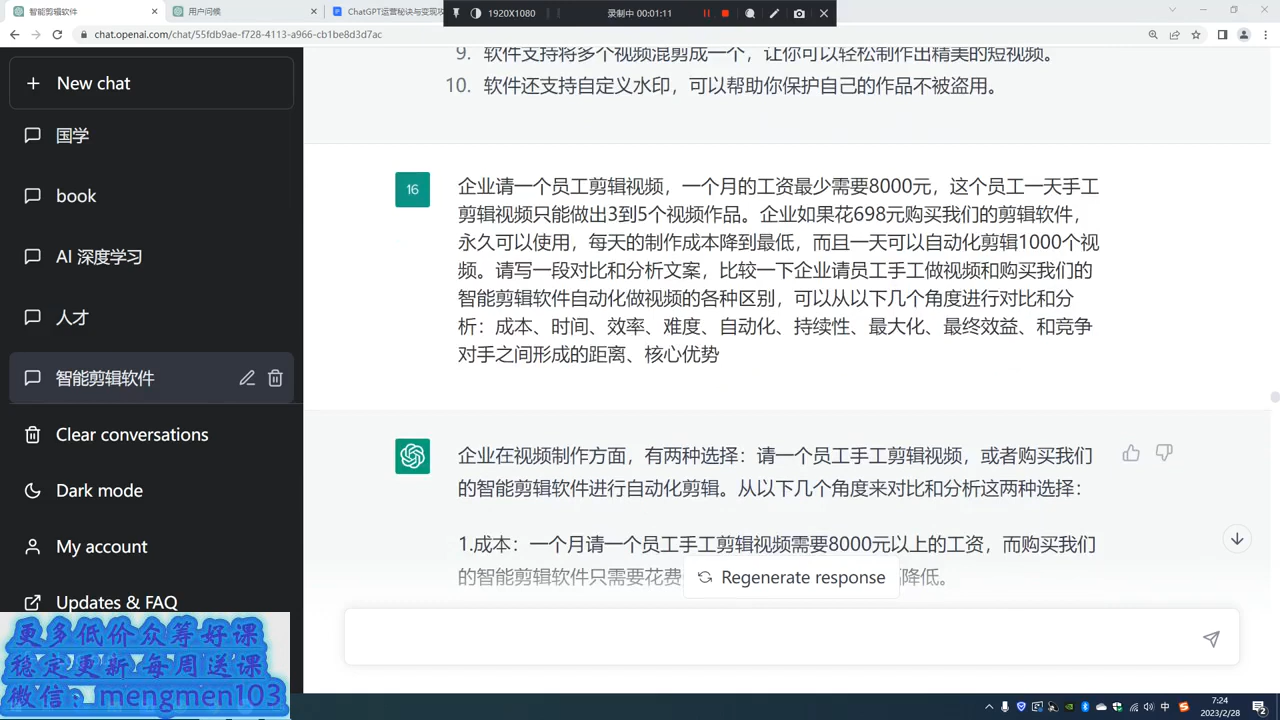 智能剪辑软件
用户问候
ChatGPT运营秘诀与变现攻
1920X1080
录制中 00:01:11
chat.openai.com/chat/55fdb9ae-f728-4113-a966-cb1be8d3d7ac
New chat
国学
book
AI 深度学习
人才
智能剪辑软件
Clear conversations
Dark mode
My account
Updates & FAQ
9. 软件支持将多个视频混剪成一个，让你可以轻松制作出精美的短视频。
10. 软件还支持自定义水印，可以帮助你保护自己的作品不被盗用。
16
企业请一个员工剪辑视频，一个月的工资最少需要8000元，这个员工一天手工
剪辑视频只能做出3到5个视频作品。企业如果花698元购买我们的剪辑软件，
永久可以使用，每天的制作成本降到最低，而且一天可以自动化剪辑1000个视
频。请写一段对比和分析文案，比较一下企业请员工手工做视频和购买我们的
智能剪辑软件自动化做视频的各种区别，可以从以下几个角度进行对比和分
析：成本、时间、效率、难度、自动化、持续性、最大化、最终效益、和竞争
对手之间形成的距离、核心优势
企业在视频制作方面，有两种选择：请一个员工手工剪辑视频，或者购买我们
的智能剪辑软件进行自动化剪辑。从以下几个角度来对比和分析这两种选择：
1.成本：一个月请一个员工手工剪辑视频需要8000元以上的工资，而购买我们
的智能剪辑软件只需要花费
降低。
Regenerate response
更多低价众筹好课
稳定更新 每周送课
微信：mengmen103
中
7:24
2023/2/28